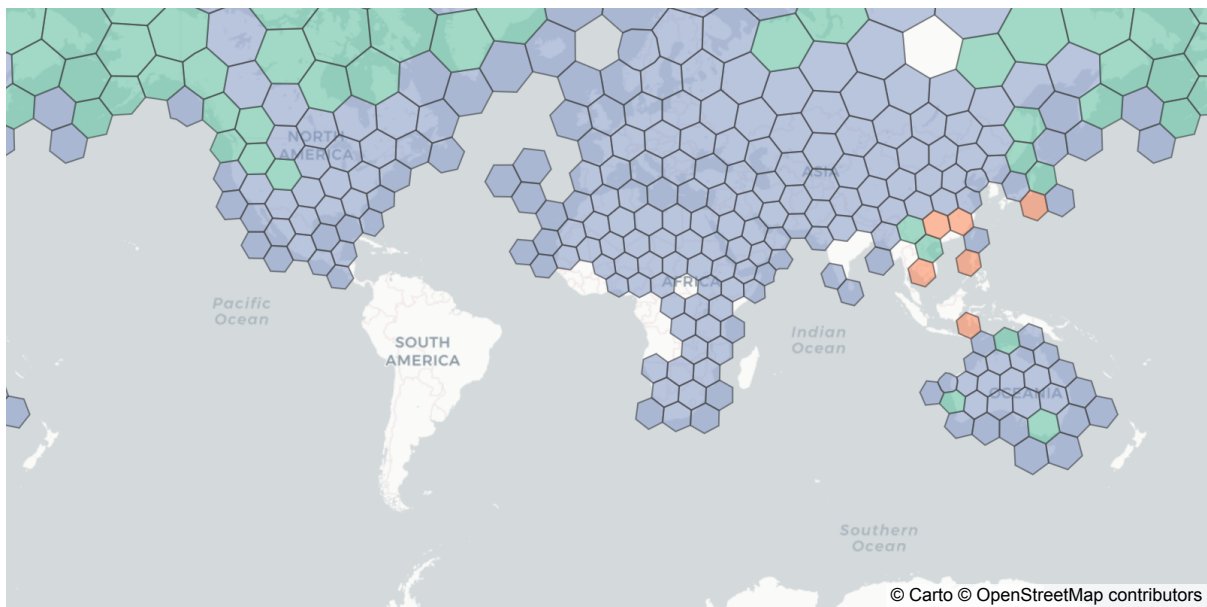 NORTH
AMERICA
ASIA
AFRICA
Pacific
Ocean
Indian
Ocean
SOUTH
AMERICA
OCEANIA
Southern
Ocean
© Carto © OpenStreetMap contributors